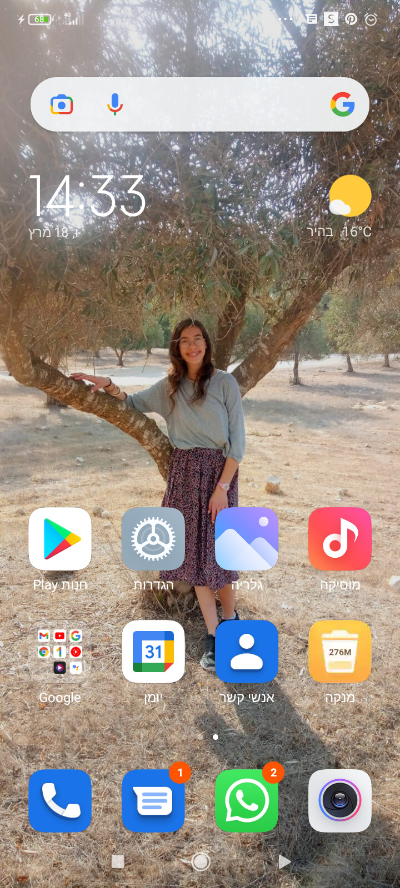 68
14:33
ו׳, 18 מרץ
16°C בהיר
חנות Play
הגדרות
גלריה
מוסיקה
31
276M
Google
יומן
אנשי קשר
מנקה
1
2